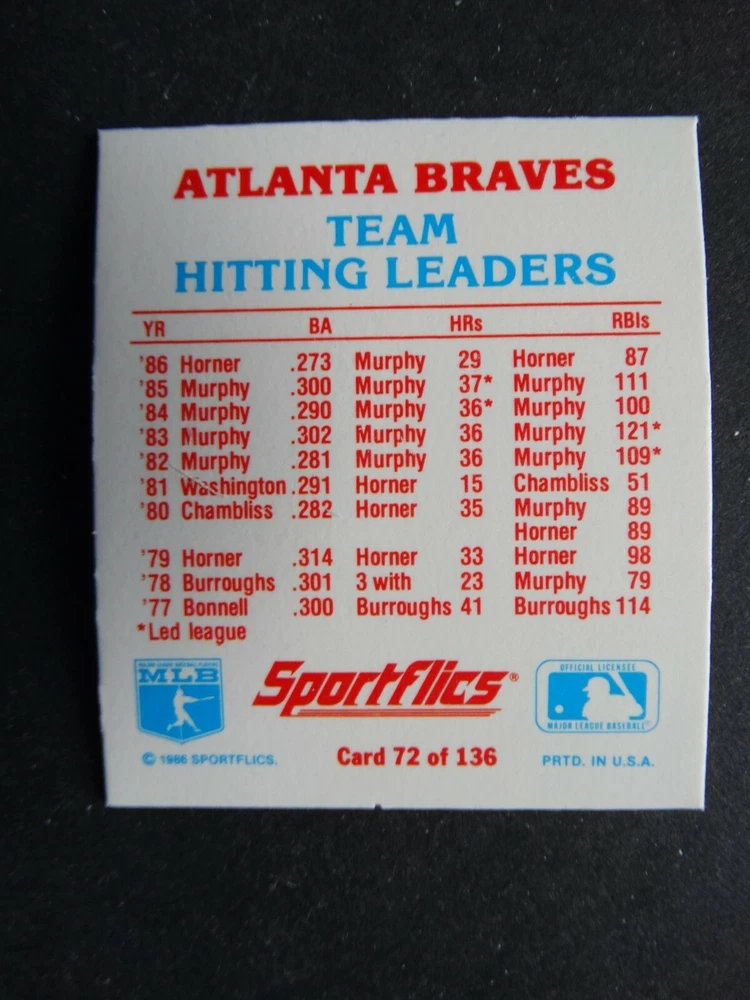 ATLANTA BRAVES
TEAM
HITTING LEADERS
YR BA HRs RBIs
'86 Horner .273 Murphy 29 Horner 87
'85 Murphy .300 Murphy 37* Murphy 111
'84 Murphy .290 Murphy 36* Murphy 100
'83 Murphy .302 Murphy 36 Murphy 121*
'82 Murphy .281 Murphy 36 Murphy 109*
'81 Washington .291 Horner 15 Chambliss 51
'80 Chambliss .282 Horner 35 Murphy 89
Horner 89
'79 Horner .314 Horner 33 Horner 98
'78 Burroughs .301 3 with 23 Murphy 79
'77 Bonnell .300 Burroughs 41 Burroughs 114
*Led league
MAJOR LEAGUE BASEBALL PLAYERS
MLB
Sportflics®
OFFICIAL LICENSEE
MAJOR LEAGUE BASEBALL
© 1986 SPORTFLICS. Card 72 of 136 PRTD. IN U.S.A.